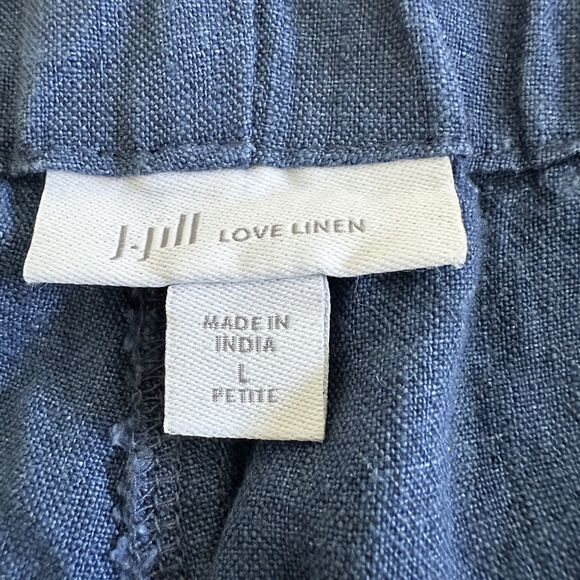 J.Jill LOVE LINEN
MADE IN
INDIA
L
PETITE